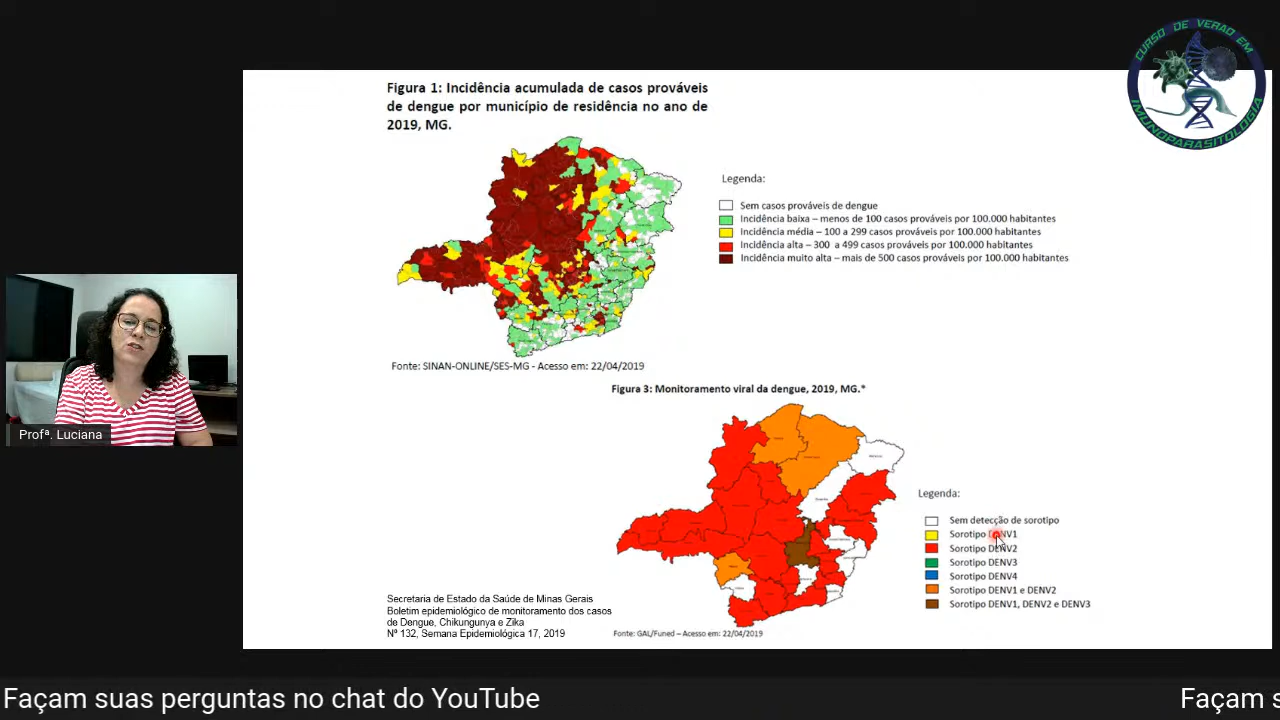 CURSO DE VERÃO EM
IMUNOPARASITOLOGIA
Figura 1: Incidência acumulada de casos prováveis
de dengue por município de residência no ano de
2019, MG.
Legenda:
Sem casos prováveis de dengue
Incidência baixa – menos de 100 casos prováveis por 100.000 habitantes
Incidência média – 100 a 299 casos prováveis por 100.000 habitantes
Incidência alta – 300 a 499 casos prováveis por 100.000 habitantes
Incidência muito alta – mais de 500 casos prováveis por 100.000 habitantes
Fonte: SINAN-ONLINE/SES-MG - Acesso em: 22/04/2019
Figura 3: Monitoramento viral da dengue, 2019, MG.*
Legenda:
Sem detecção de sorotipo
Sorotipo DENV1
Sorotipo DENV2
Sorotipo DENV3
Sorotipo DENV4
Sorotipo DENV1 e DENV2
Sorotipo DENV1, DENV2 e DENV3
Fonte: GAL/Funed – Acesso em: 22/04/2019
Secretaria de Estado da Saúde de Minas Gerais
Boletim epidemiológico de monitoramento dos casos
de Dengue, Chikungunya e Zika
Nº 132, Semana Epidemiológica 17, 2019
Profª. Luciana
Façam suas perguntas no chat do YouTube
Façam s